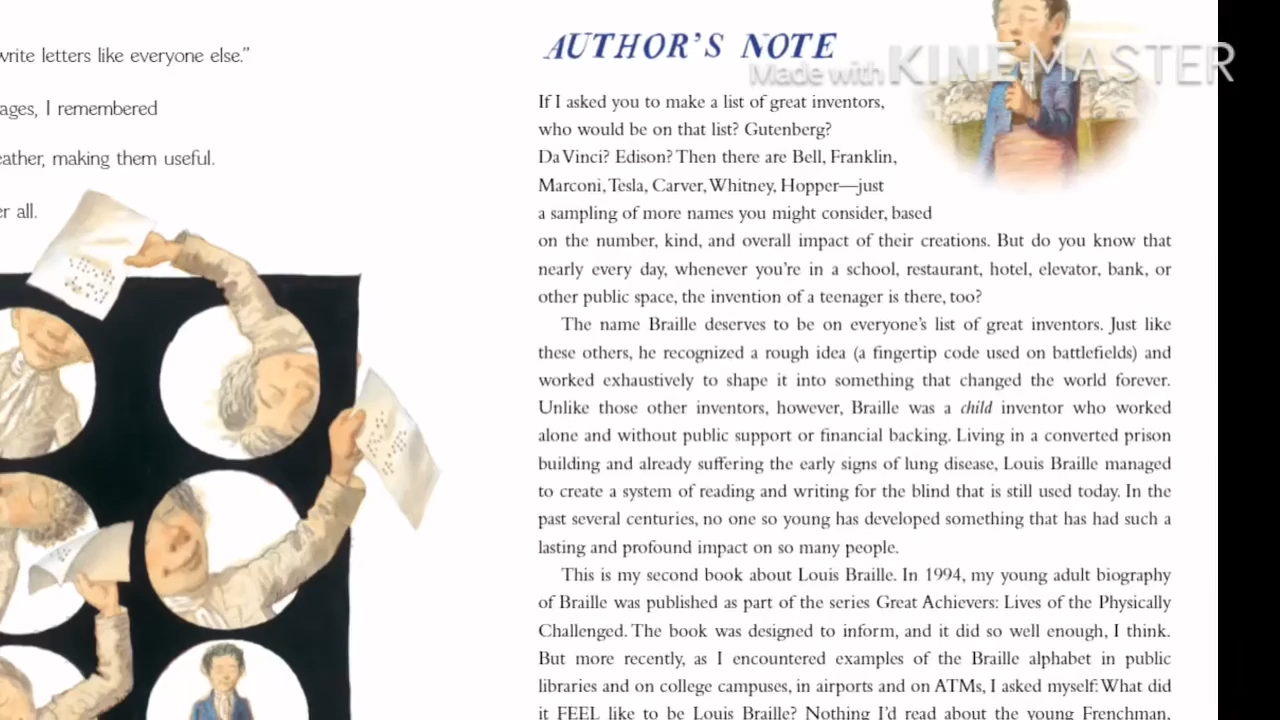 write letters like everyone else.”
ages, I remembered
eather, making them useful.
er all.
AUTHOR’S NOTE
Made with KINEMASTER
If I asked you to make a list of great inventors,
who would be on that list? Gutenberg?
Da Vinci? Edison? Then there are Bell, Franklin,
Marconi, Tesla, Carver, Whitney, Hopper—just
a sampling of more names you might consider, based
on the number, kind, and overall impact of their creations. But do you know that
nearly every day, whenever you’re in a school, restaurant, hotel, elevator, bank, or
other public space, the invention of a teenager is there, too?
The name Braille deserves to be on everyone’s list of great inventors. Just like
these others, he recognized a rough idea (a fingertip code used on battlefields) and
worked exhaustively to shape it into something that changed the world forever.
Unlike those other inventors, however, Braille was a child inventor who worked
alone and without public support or financial backing. Living in a converted prison
building and already suffering the early signs of lung disease, Louis Braille managed
to create a system of reading and writing for the blind that is still used today. In the
past several centuries, no one so young has developed something that has had such a
lasting and profound impact on so many people.
This is my second book about Louis Braille. In 1994, my young adult biography
of Braille was published as part of the series Great Achievers: Lives of the Physically
Challenged. The book was designed to inform, and it did so well enough, I think.
But more recently, as I encountered examples of the Braille alphabet in public
libraries and on college campuses, in airports and on ATMs, I asked myself: What did
it FEEL like to be Louis Braille? Nothing I’d read about the young Frenchman,